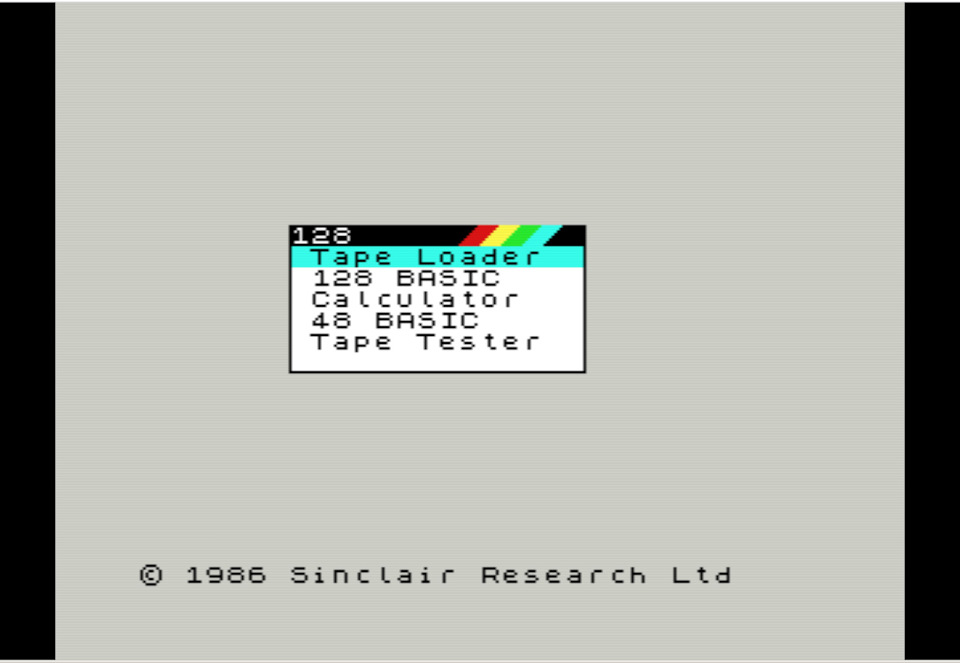 128
Tape Loader
128 BASIC
Calculator
48 BASIC
Tape Tester
© 1986 Sinclair Research Ltd